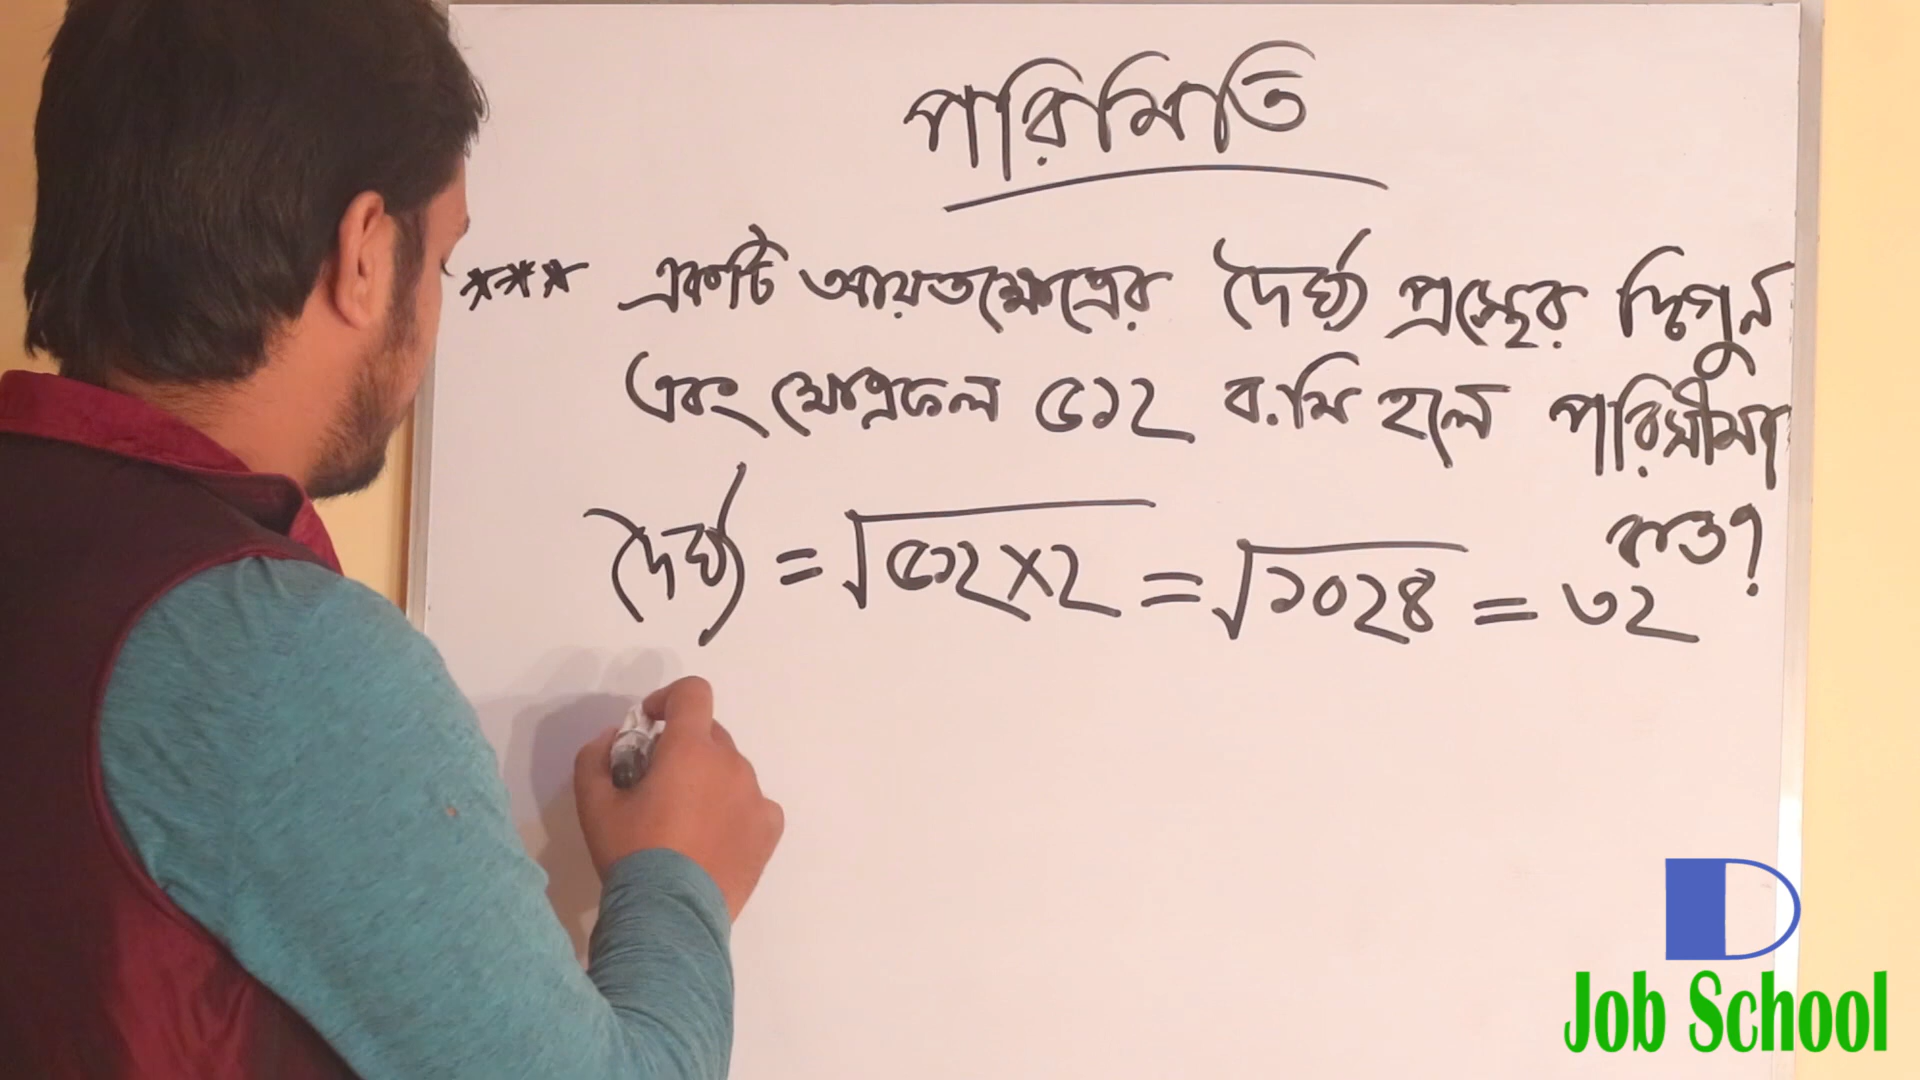 পরিমিতি
*** একটি আয়তক্ষেত্রের দৈর্ঘ্য প্রস্থের দ্বিগুন
এবং ক্ষেত্রফল ৫১২ ব.মি হলে পরিসীমা
কত?
দৈর্ঘ্য = √৫১২×২ = √১০২৪ = ৩২
D
Job School